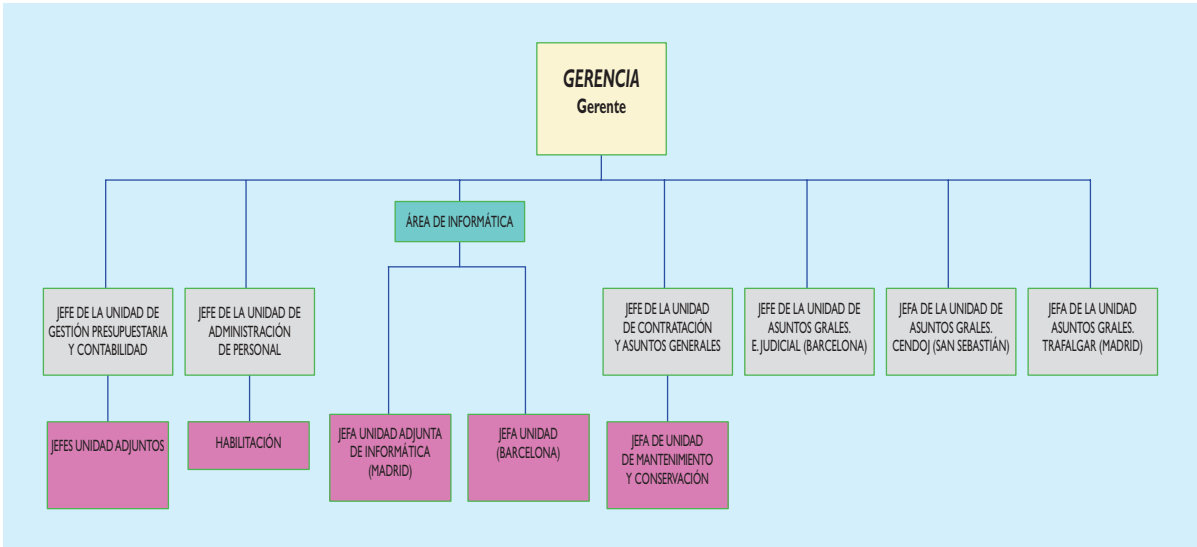 GERENCIA
Gerente
ÁREA DE INFORMÁTICA
JEFE DE LA UNIDAD DE
GESTIÓN PRESUPUESTARIA
Y CONTABILIDAD
JEFE DE LA UNIDAD DE
ADMINISTRACIÓN
DE PERSONAL
JEFE DE LA UNIDAD
DE CONTRATACIÓN
Y ASUNTOS GENERALES
JEFE DE LA UNIDAD DE
ASUNTOS GRALES.
E. JUDICIAL (BARCELONA)
JEFA DE LA UNIDAD DE
ASUNTOS GRALES.
CENDOJ (SAN SEBASTIÁN)
JEFA DE LA UNIDAD
ASUNTOS GRALES.
TRAFALGAR (MADRID)
JEFES UNIDAD ADJUNTOS
HABILITACIÓN
JEFA UNIDAD ADJUNTA
DE INFORMÁTICA
(MADRID)
JEFA UNIDAD
(BARCELONA)
JEFA DE UNIDAD
DE MANTENIMIENTO
Y CONSERVACIÓN